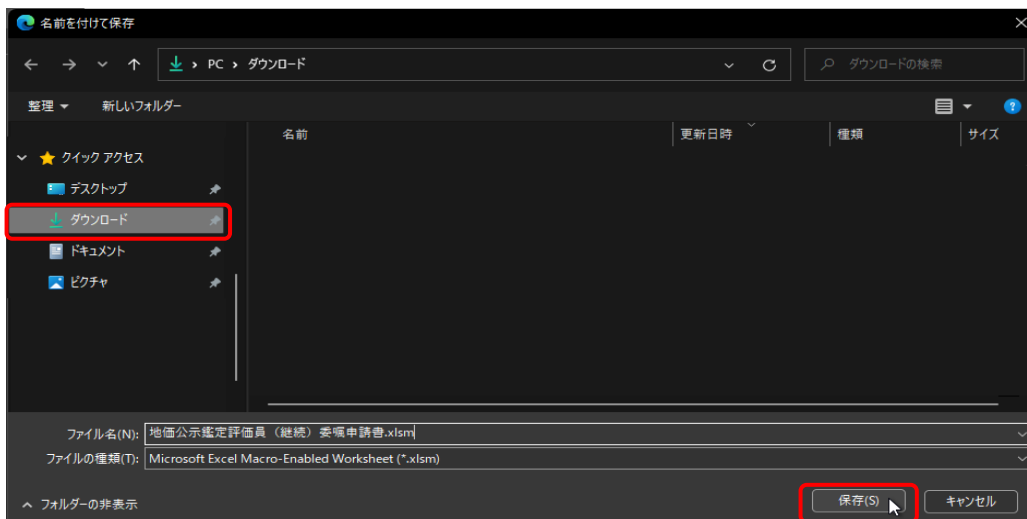 名前を付けて保存
PC › ダウンロード
ダウンロードの検索
整理
新しいフォルダー
名前 更新日時 種類 サイズ
クイック アクセス
デスクトップ
ダウンロード
ドキュメント
ピクチャ
ファイル名(N): 地価公示鑑定評価員（継続）委嘱申請書.xlsm
ファイルの種類(T): Microsoft Excel Macro-Enabled Worksheet (*.xlsm)
フォルダーの非表示
保存(S) キャンセル